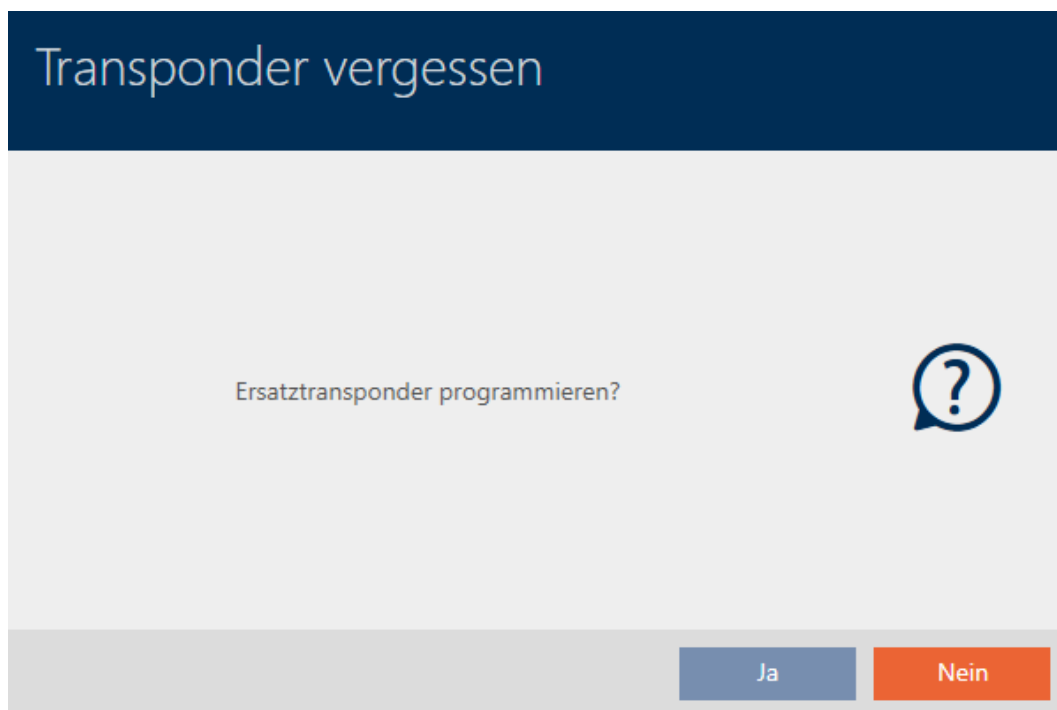 Transponder vergessen
Ersatztransponder programmieren?
?
Ja
Nein